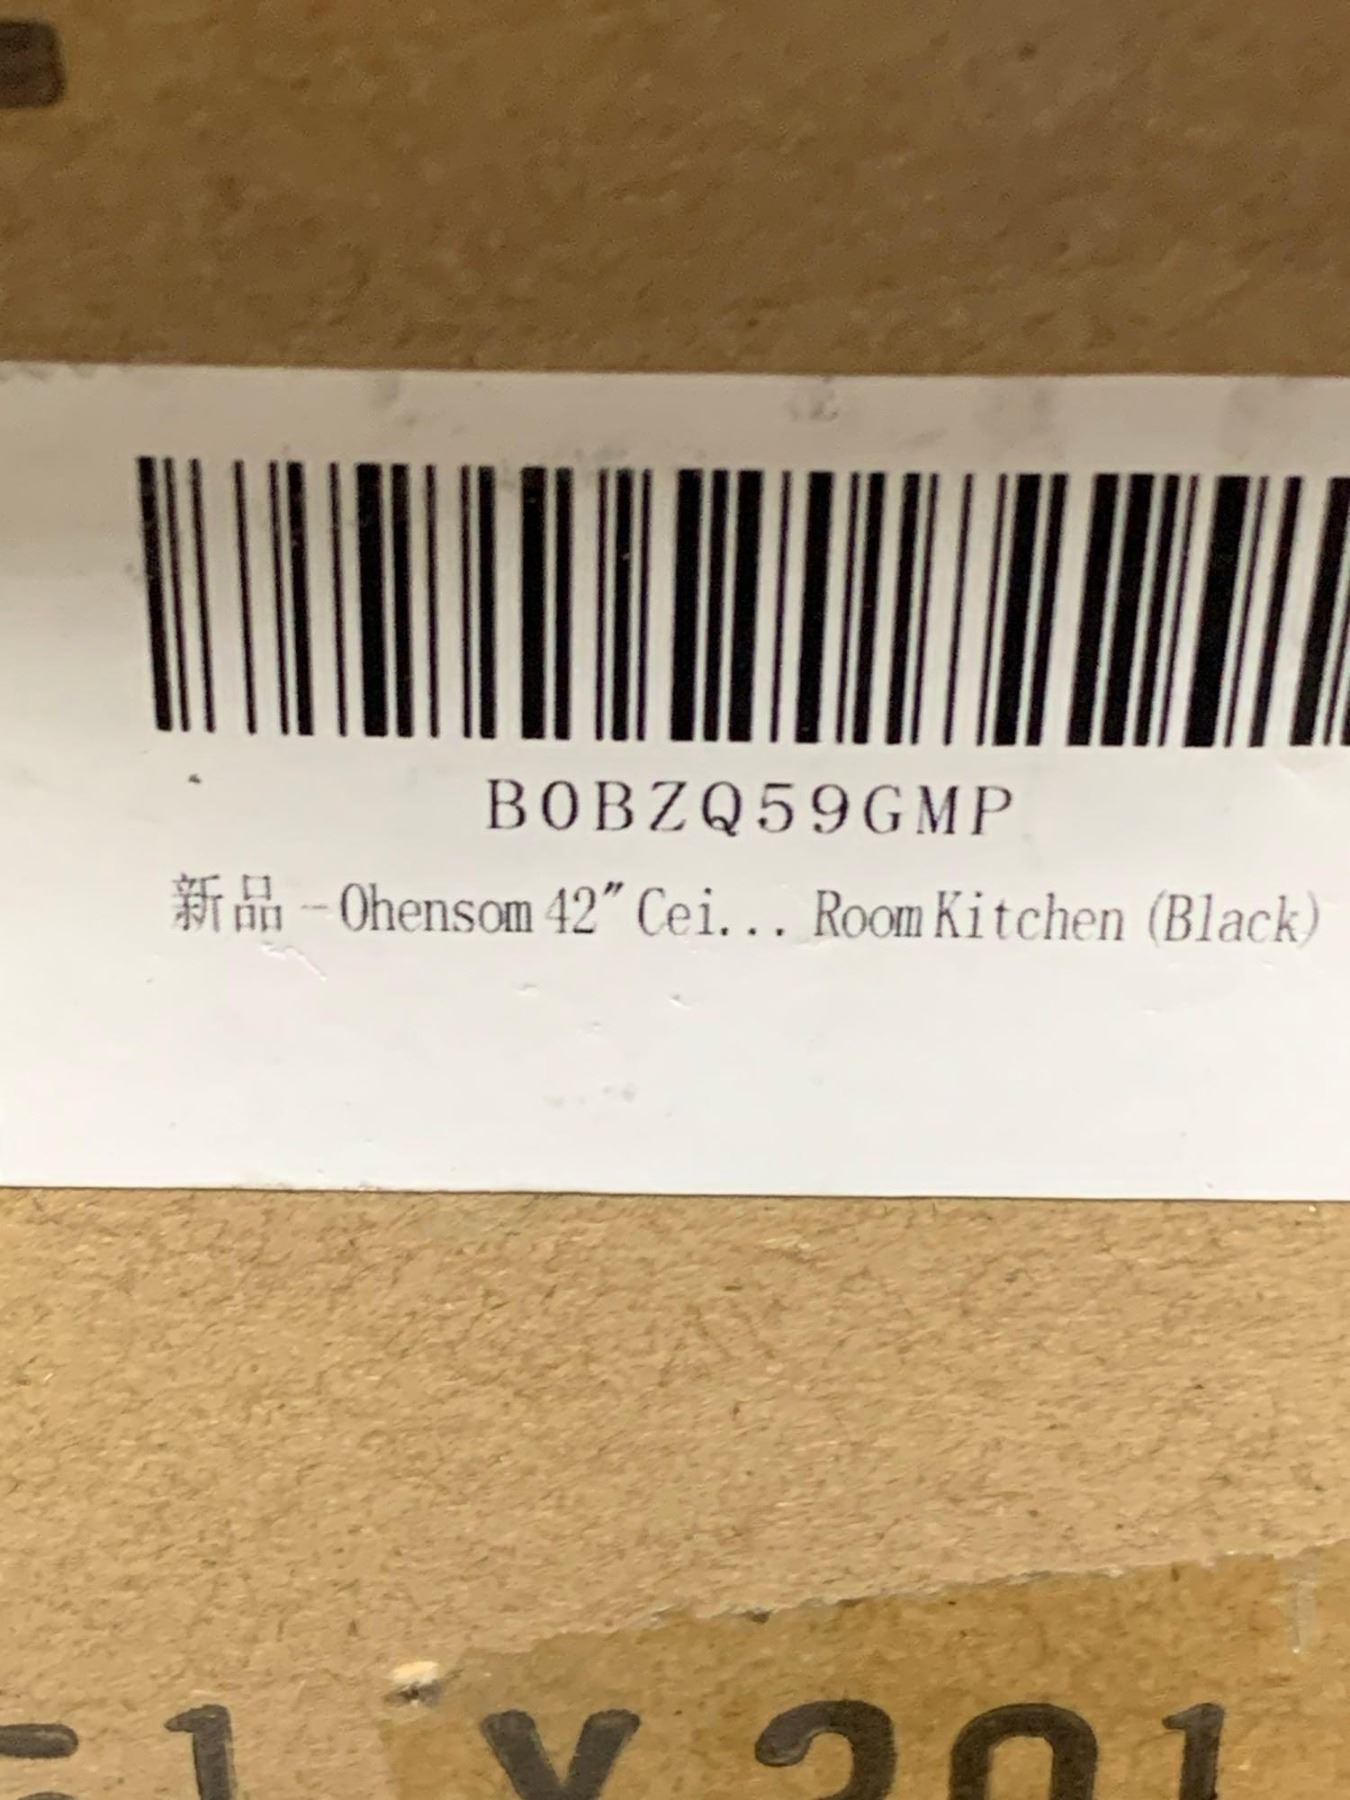 B0BZQ59GMP
新品 - Ohensom 42" Cei... Room Kitchen (Black)